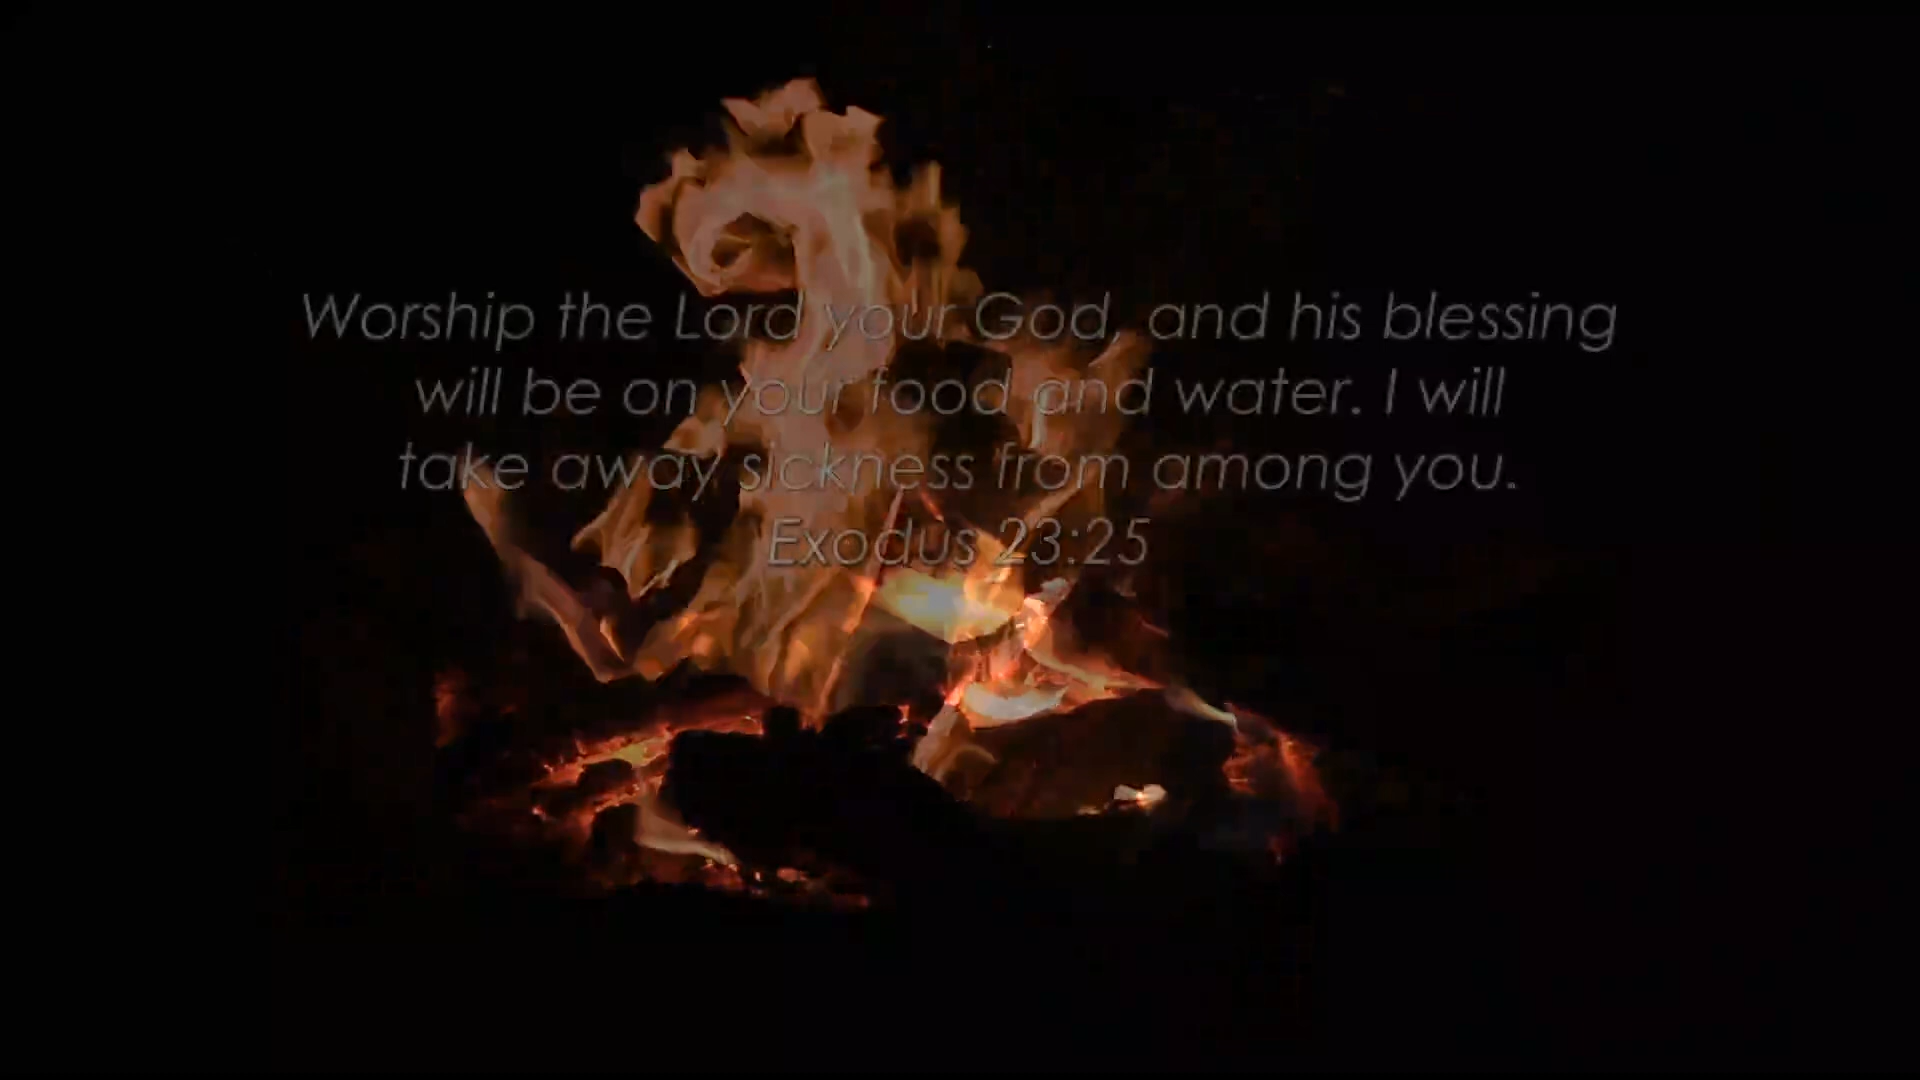 Worship the Lord your God, and his blessing
will be on your food and water. I will
take away sickness from among you.
Exodus 23:25